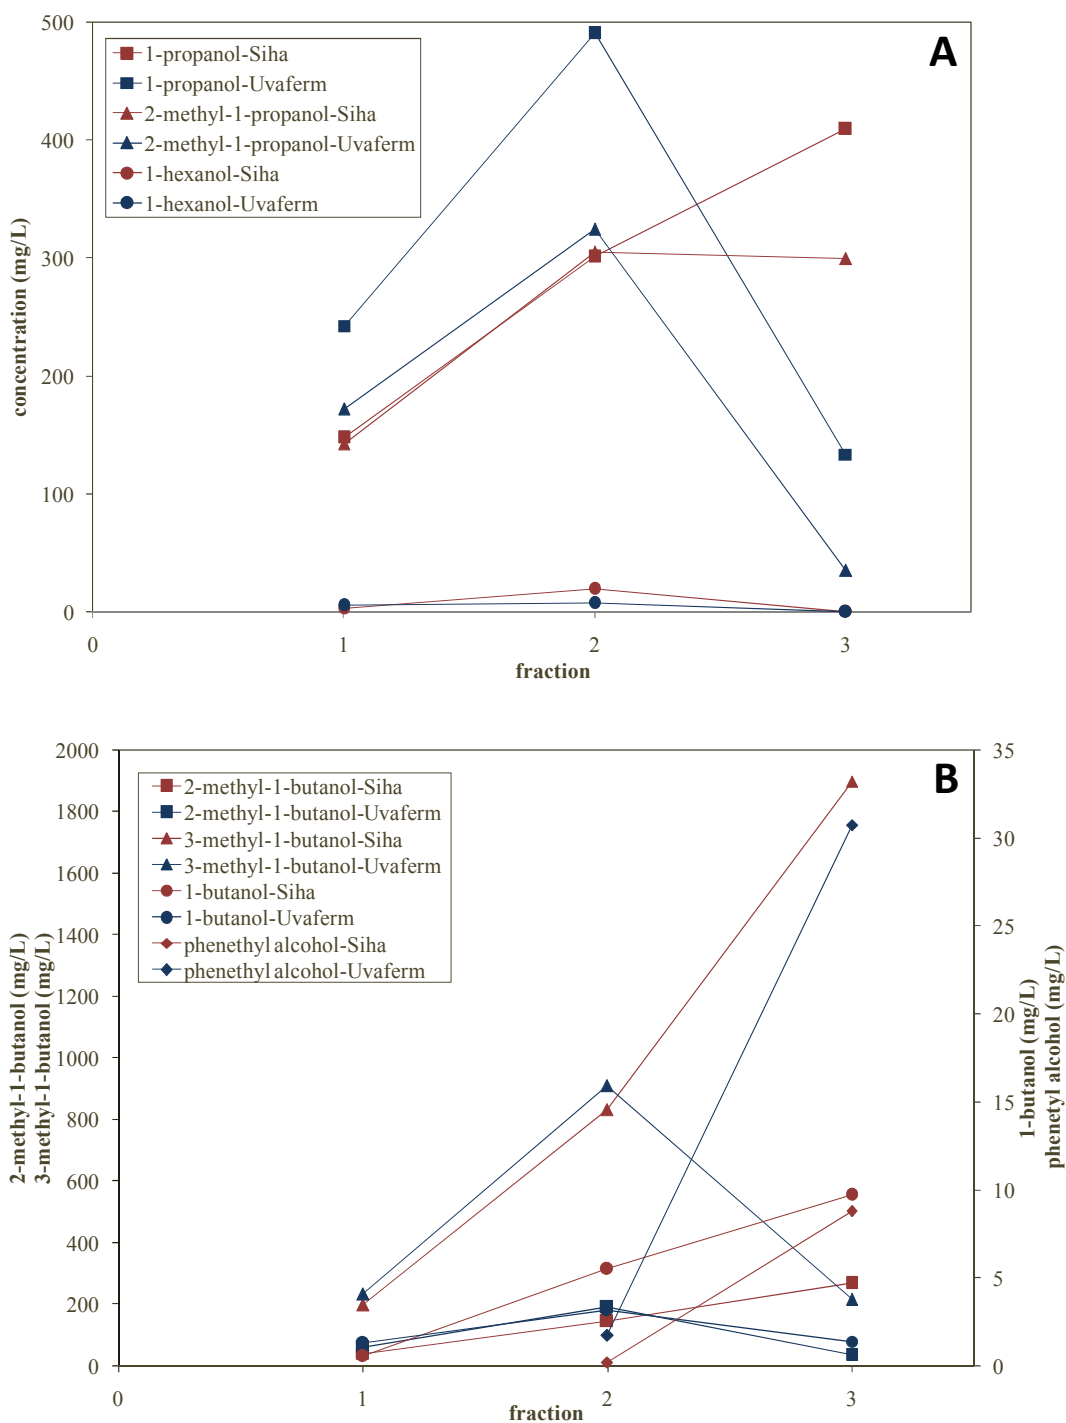 A
1-propanol-Siha
1-propanol-Uvaferm
2-methyl-1-propanol-Siha
2-methyl-1-propanol-Uvaferm
1-hexanol-Siha
1-hexanol-Uvaferm
concentration (mg/L)
500
400
300
200
100
0
0 1 2 3
fraction
B
2-methyl-1-butanol-Siha
2-methyl-1-butanol-Uvaferm
3-methyl-1-butanol-Siha
3-methyl-1-butanol-Uvaferm
1-butanol-Siha
1-butanol-Uvaferm
phenethyl alcohol-Siha
phenethyl alcohol-Uvaferm
2-methyl-1-butanol (mg/L)
3-methyl-1-butanol (mg/L)
2000
1800
1600
1400
1200
1000
800
600
400
200
0
35
30
25
20
15
10
5
0
1-butanol (mg/L)
phenetyl alcohol (mg/L)
0 1 2 3
fraction